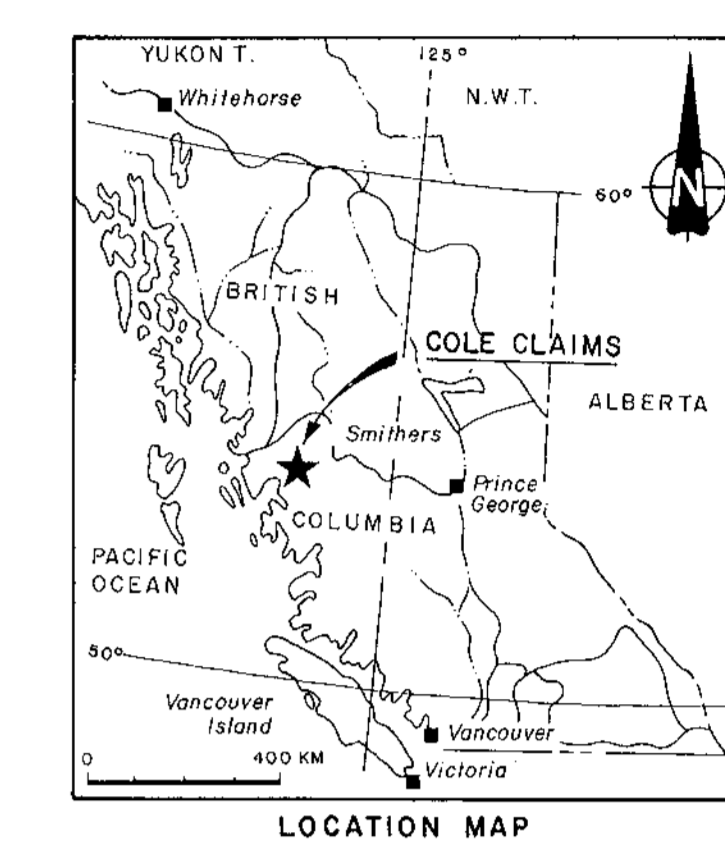 YUKON T.
125°
Whitehorse
N.W.T.
60°
N
BRITISH
COLE CLAIMS
ALBERTA
Smithers
Prince
George
COLUMBIA
PACIFIC
OCEAN
50°
Vancouver
Island
Vancouver
0 400 KM
Victoria
LOCATION MAP